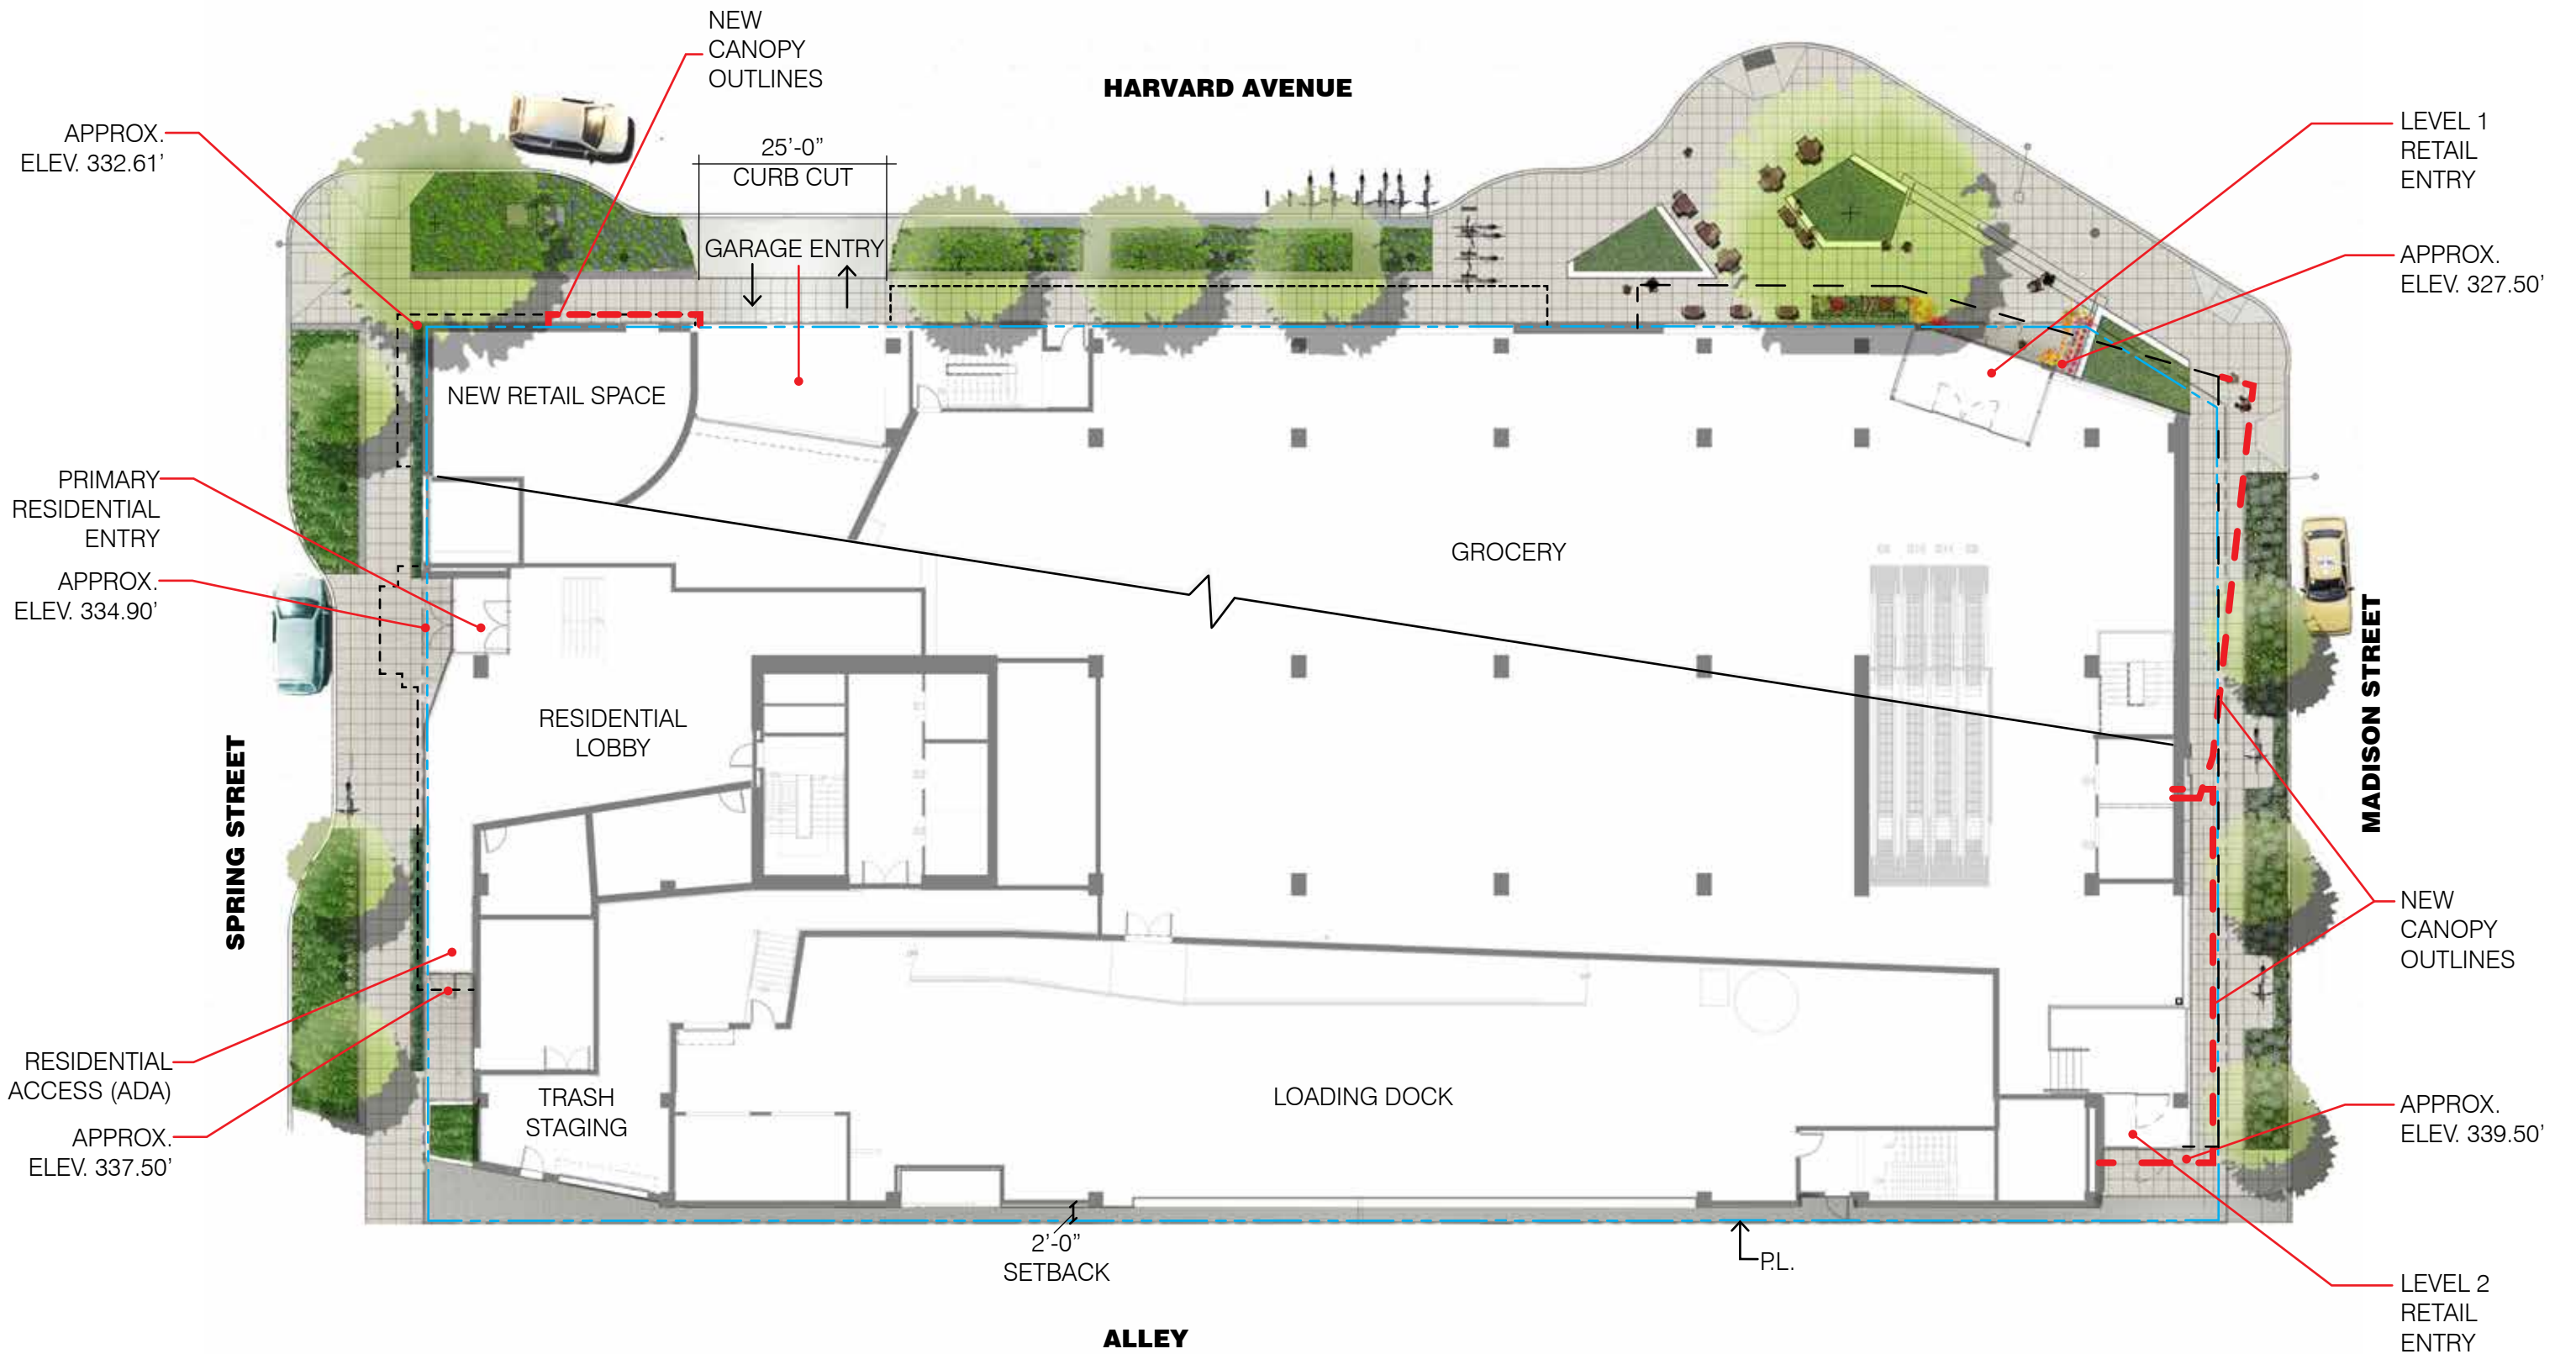 NEW
CANOPY
OUTLINES
HARVARD AVENUE
APPROX.
ELEV. 332.61'
25'-0"
CURB CUT
GARAGE ENTRY
LEVEL 1
RETAIL
ENTRY
APPROX.
ELEV. 327.50'
NEW RETAIL SPACE
PRIMARY
RESIDENTIAL
ENTRY
APPROX.
ELEV. 334.90'
GROCERY
RESIDENTIAL
LOBBY
SPRING STREET
MADISON STREET
NEW
CANOPY
OUTLINES
RESIDENTIAL
ACCESS (ADA)
APPROX.
ELEV. 337.50'
TRASH
STAGING
LOADING DOCK
APPROX.
ELEV. 339.50'
2'-0"
SETBACK
P.L.
LEVEL 2
RETAIL
ENTRY
ALLEY